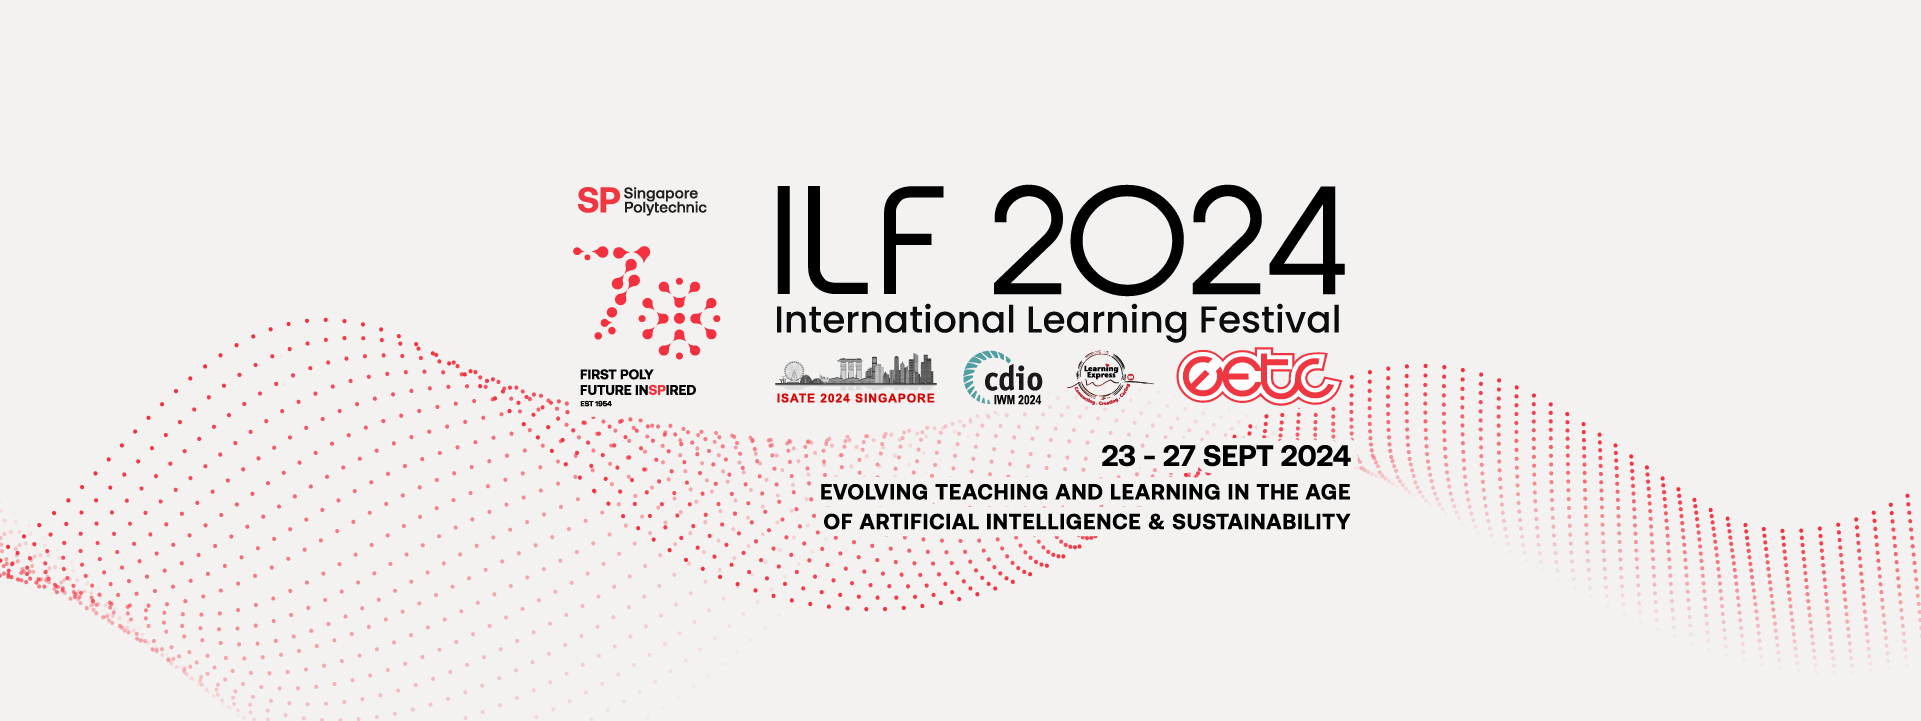 SP Singapore
Polytechnic
70
FIRST POLY
FUTURE INSPIRED
EST 1954
ILF 2024
International Learning Festival
ISATE 2024 SINGAPORE
cdio
IWM 2024
Learning
Express
eetc
23 – 27 SEPT 2024
EVOLVING TEACHING AND LEARNING IN THE AGE
OF ARTIFICIAL INTELLIGENCE & SUSTAINABILITY